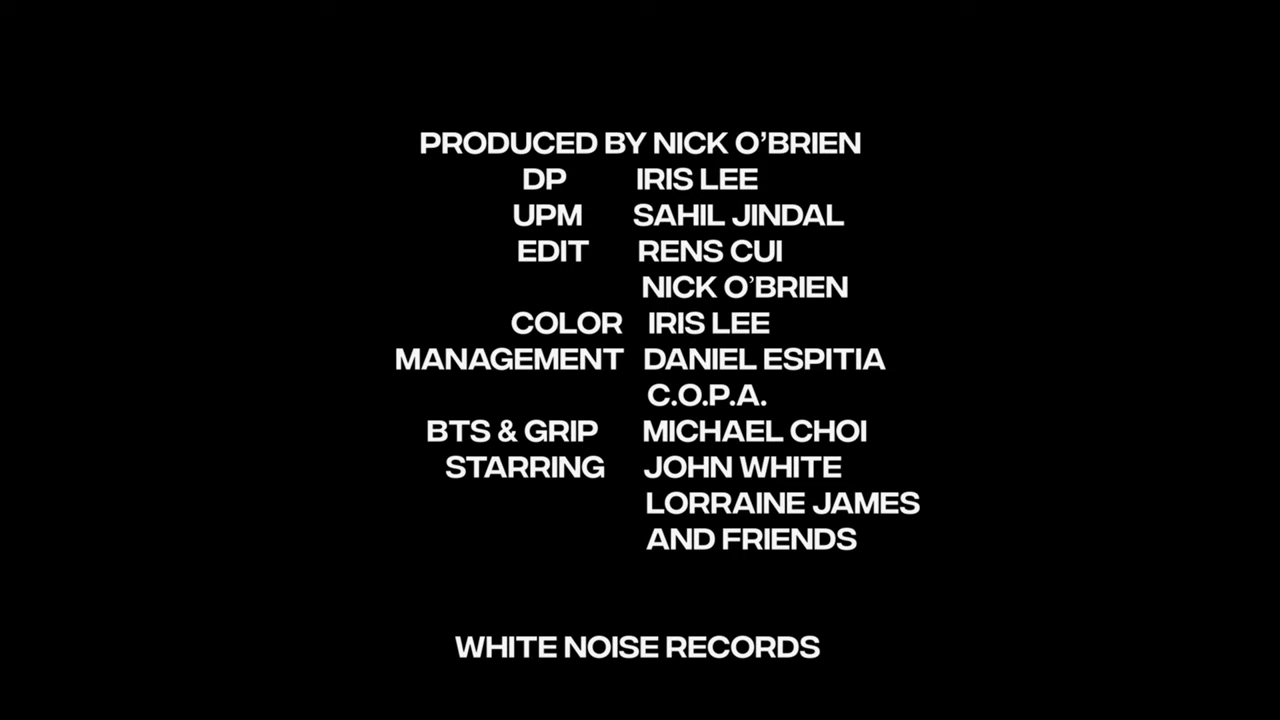 PRODUCED BY NICK O’BRIEN
DP IRIS LEE
UPM SAHIL JINDAL
EDIT RENS CUI
NICK O’BRIEN
COLOR IRIS LEE
MANAGEMENT DANIEL ESPITIA
C.O.P.A.
BTS & GRIP MICHAEL CHOI
STARRING JOHN WHITE
LORRAINE JAMES
AND FRIENDS
WHITE NOISE RECORDS